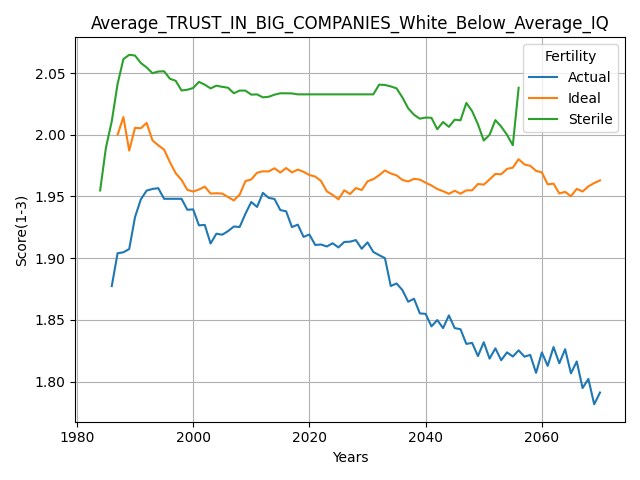 Average_TRUST_IN_BIG_COMPANIES_White_Below_Average_IQ
Fertility
Actual
Ideal
Sterile
Score(1-3)
2.05
2.00
1.95
1.90
1.85
1.80
1980
2000
2020
2040
2060
Years